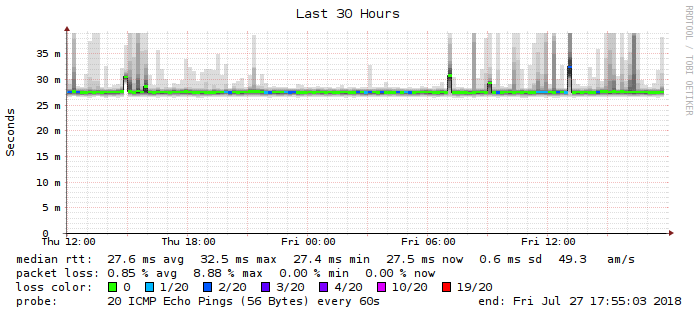 Last 30 Hours
RRDTOOL / TOBI OETIKER
Seconds
35 m
30 m
25 m
20 m
15 m
10 m
5 m
0
Thu 12:00 Thu 18:00 Fri 00:00 Fri 06:00 Fri 12:00
median rtt: 27.6 ms avg 32.5 ms max 27.4 ms min 27.5 ms now 0.6 ms sd 49.3 am/s
packet loss: 0.85 % avg 8.88 % max 0.00 % min 0.00 % now
loss color: 0 1/20 2/20 3/20 4/20 10/20 19/20
probe: 20 ICMP Echo Pings (56 Bytes) every 60s end: Fri Jul 27 17:55:03 2018